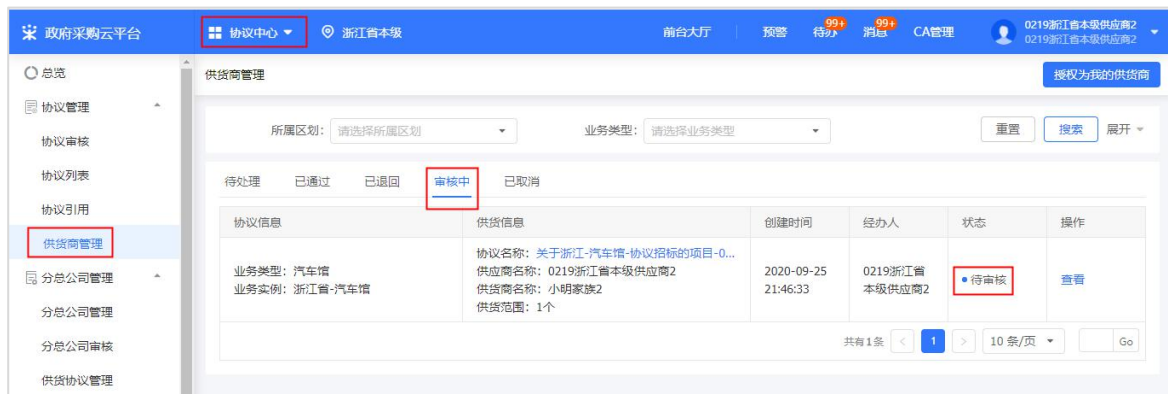 政府采购云平台
协议中心
浙江省本级
前台大厅
预警
待办
99+
消息
99+
CA管理
0219浙江省本级供应商2
0219浙江省本级供应商2
总览
协议管理
协议审核
协议列表
协议引用
供货商管理
分总公司管理
分总公司管理
分总公司审核
供货协议管理
供货商管理
授权为我的供货商
所属区划: 请选择所属区划
业务类型: 请选择业务类型
重置
搜索
展开
待处理 已通过 已退回 审核中 已取消
协议信息 供货信息 创建时间 经办人 状态 操作
业务类型: 汽车馆
业务实例: 浙江省-汽车馆
协议名称: 关于浙江-汽车馆-协议招标的项目-0...
供应商名称: 0219浙江省本级供应商2
供货商名称: 小明家族2
供货范围: 1个
2020-09-25
21:46:33
0219浙江省
本级供应商2
待审核
查看
共有1条 < 1 > 10 条/页 Go